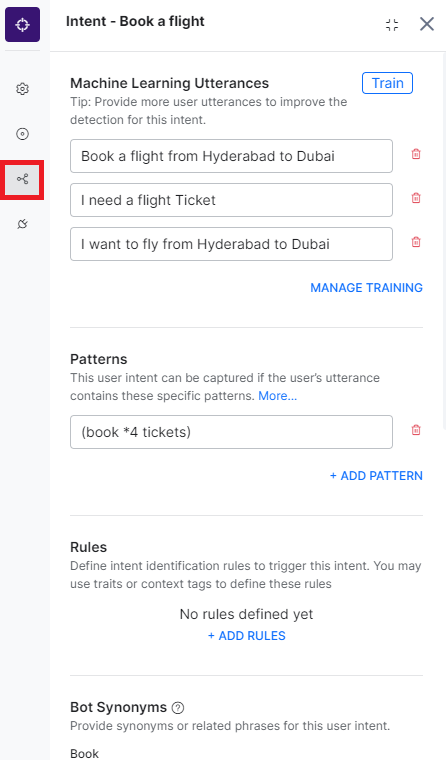 Intent - Book a flight
Machine Learning Utterances
Train
Tip: Provide more user utterances to improve the
detection for this intent.
Book a flight from Hyderabad to Dubai
I need a flight Ticket
I want to fly from Hyderabad to Dubai
MANAGE TRAINING
Patterns
This user intent can be captured if the user's utterance
contains these specific patterns. More...
(book *4 tickets)
+ ADD PATTERN
Rules
Define intent identification rules to trigger this intent. You may
use traits or context tags to define these rules
No rules defined yet
+ ADD RULES
Bot Synonyms ?
Provide synonyms or related phrases for this user intent.
Book